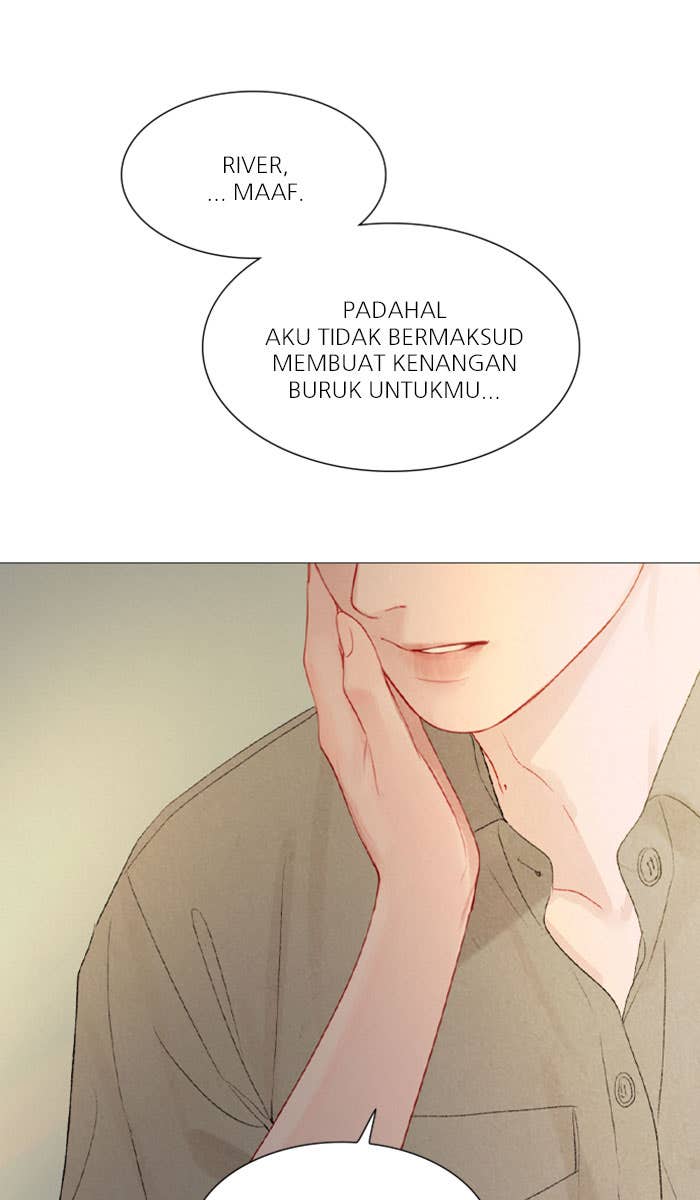 RIVER,
... MAAF.
PADAHAL
AKU TIDAK BERMAKSUD
MEMBUAT KENANGAN
BURUK UNTUKMU...